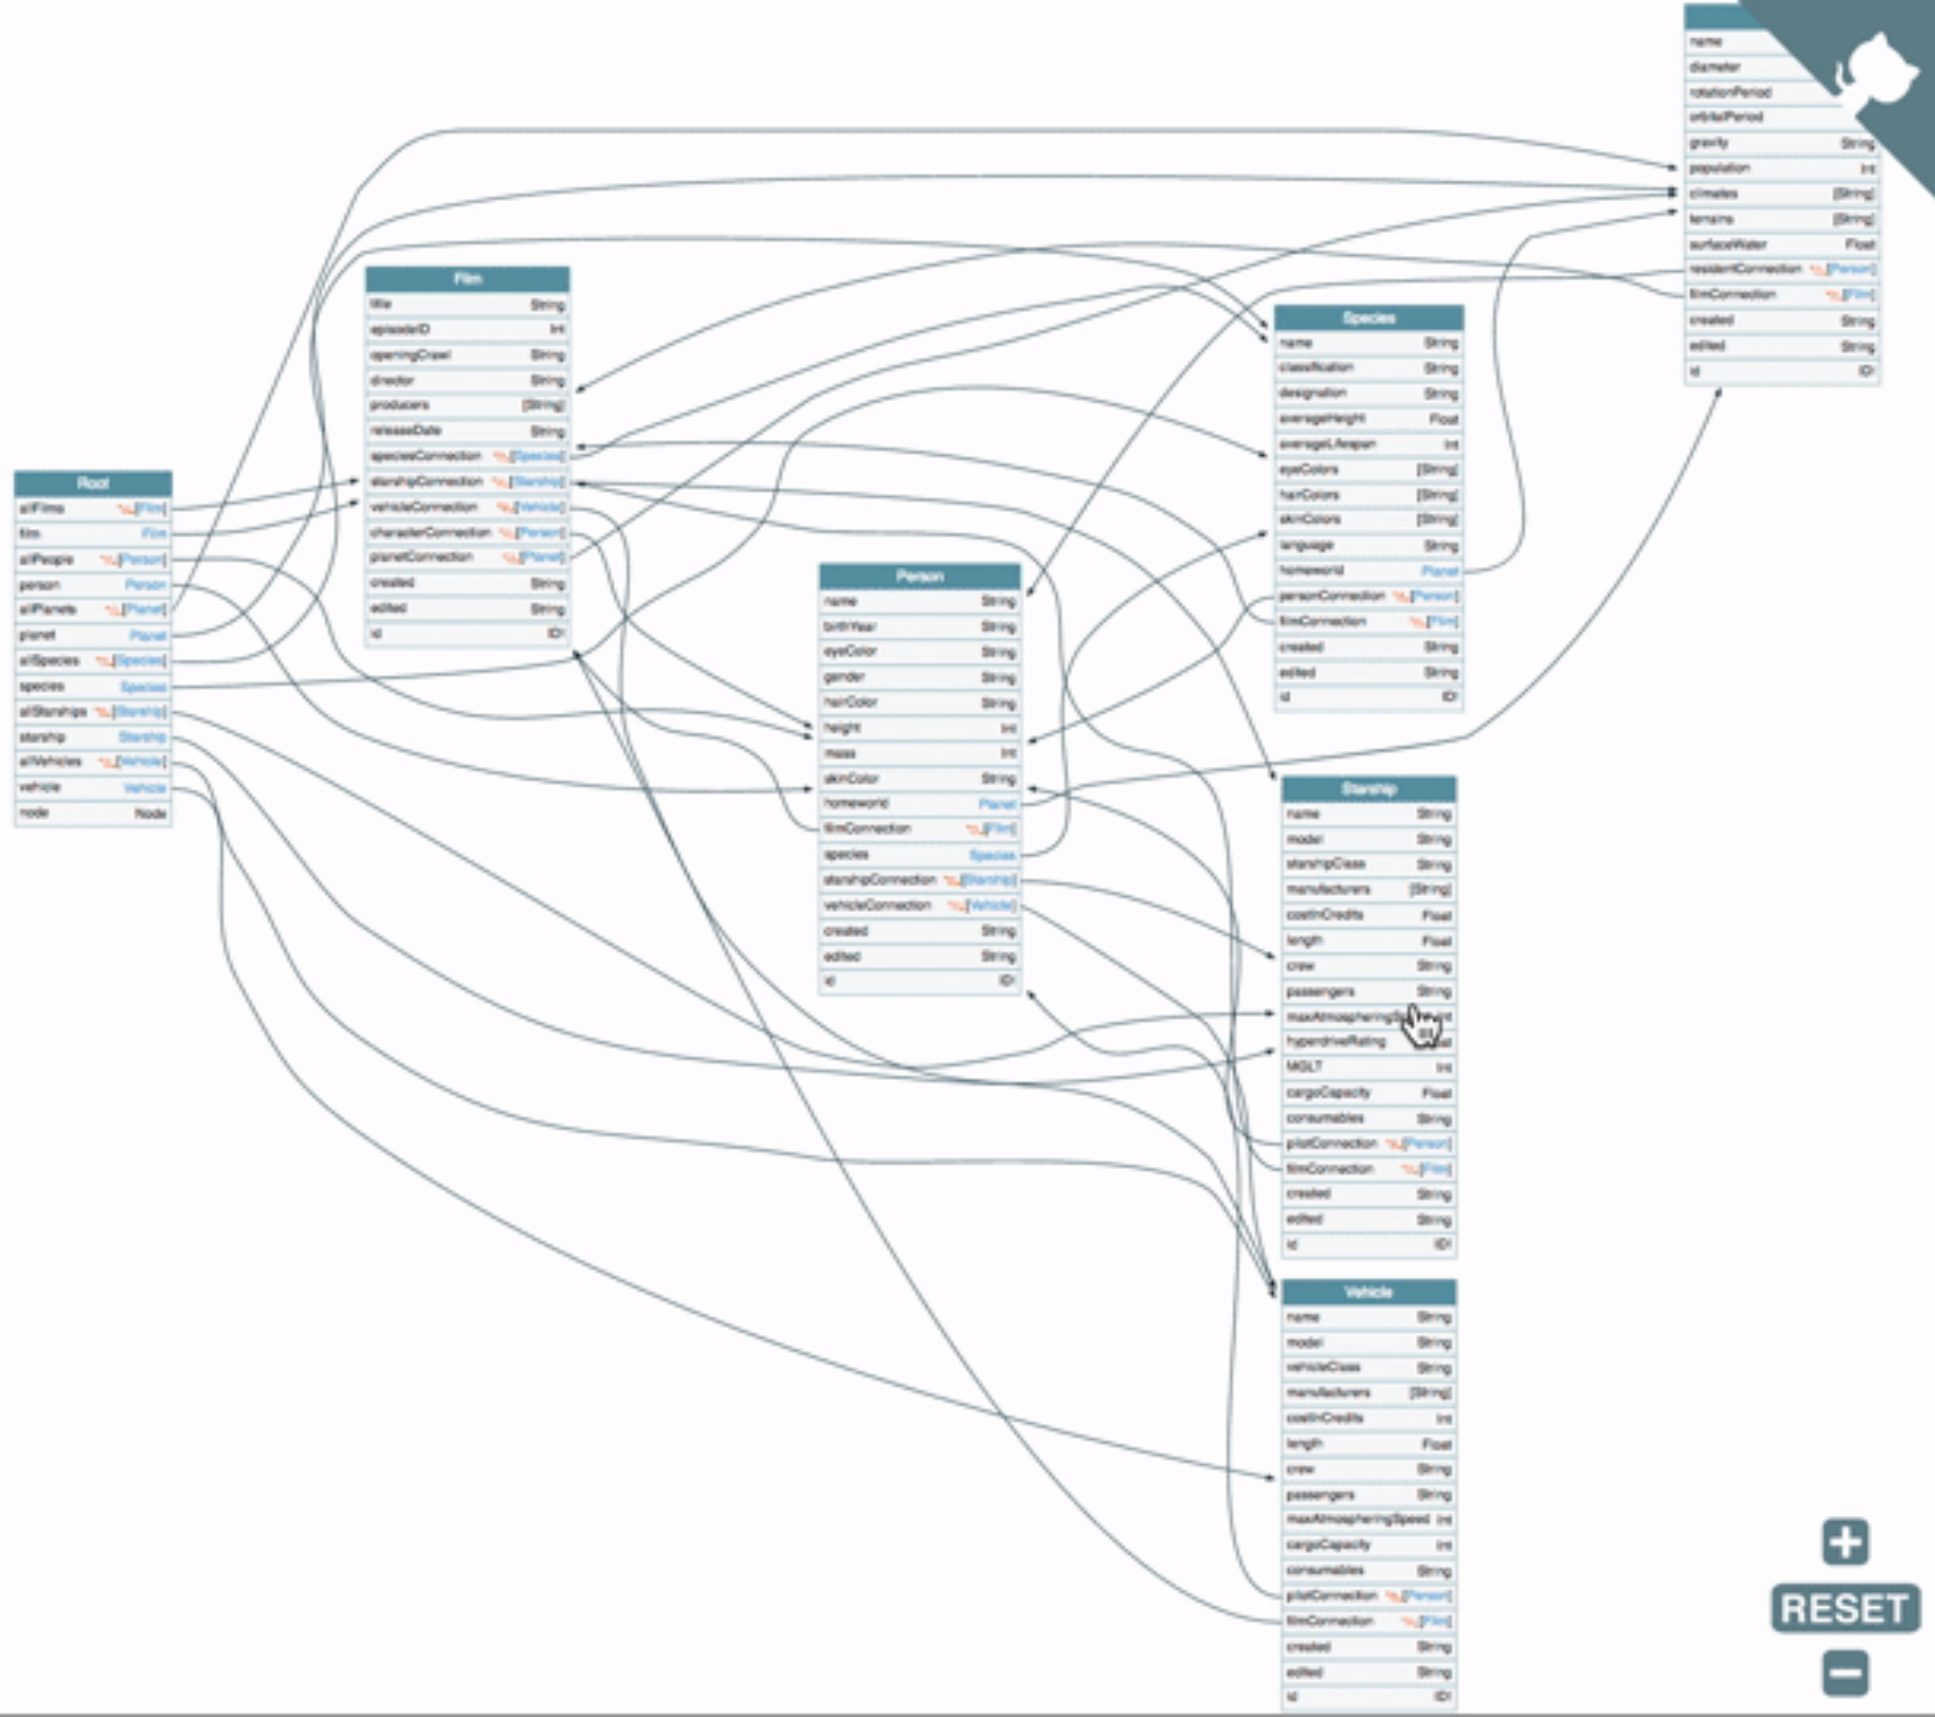 Root
allFilms [Film]
film Film
allPeople [Person]
person Person
allPlanets [Planet]
planet Planet
allSpecies [Species]
species Species
allStarships [Starship]
starship Starship
allVehicles [Vehicle]
vehicle Vehicle
node Node
Film
title String
episodeID Int
openingCrawl String
director String
producers [String]
releaseDate String
speciesConnection [Species]
starshipConnection [Starship]
vehicleConnection [Vehicle]
characterConnection [Person]
planetConnection [Planet]
created String
edited String
id ID!
Person
name String
birthYear String
eyeColor String
gender String
hairColor String
height Int
mass Int
skinColor String
homeworld Planet
filmConnection [Film]
species Species
starshipConnection [Starship]
vehicleConnection [Vehicle]
created String
edited String
id ID!
Species
name String
classification String
designation String
averageHeight Float
averageLifespan Int
eyeColors [String]
hairColors [String]
skinColors [String]
language String
homeworld Planet
personConnection [Person]
filmConnection [Film]
created String
edited String
id ID!
name
diameter
rotationPeriod
orbitalPeriod
gravity String
population Int
climates [String]
terrains [String]
surfaceWater Float
residentConnection [Person]
filmConnection [Film]
created String
edited String
id ID!
Starship
name String
model String
starshipClass String
manufacturers [String]
costInCredits Float
length Float
crew String
passengers String
hyperdriveRating
MGLT Int
cargoCapacity Float
consumables String
pilotConnection [Person]
filmConnection [Film]
created String
edited String
id ID!
Vehicle
name String
model String
vehicleClass String
manufacturers [String]
costInCredits Int
length Float
crew String
passengers String
maxAtmospheringSpeed Int
cargoCapacity Int
consumables String
pilotConnection [Person]
filmConnection [Film]
created String
edited String
id ID!
RESET